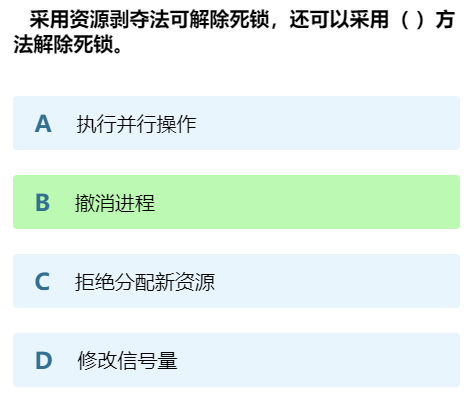 采用资源剥夺法可解除死锁，还可以采用（ ）方
法解除死锁。
A 执行并行操作
B 撤消进程
C 拒绝分配新资源
D 修改信号量